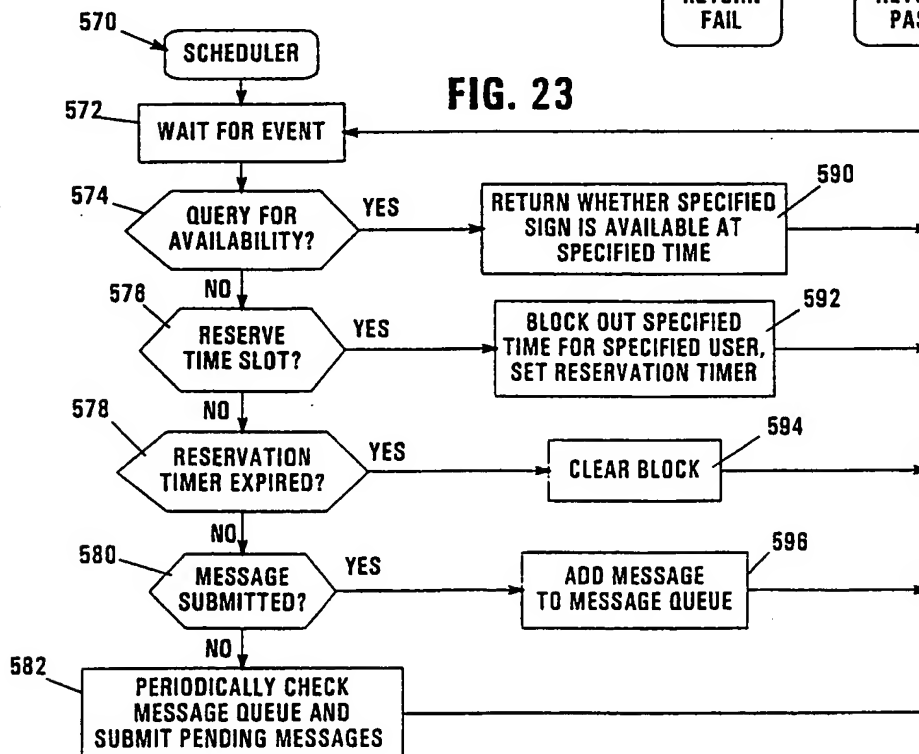 RETURN
FAIL
570
SCHEDULER
FIG. 23
572
WAIT FOR EVENT
574
QUERY FOR
AVAILABILITY?
YES
590
RETURN WHETHER SPECIFIED
SIGN IS AVAILABLE AT
SPECIFIED TIME
NO
576
RESERVE
TIME SLOT?
YES
592
BLOCK OUT SPECIFIED
TIME FOR SPECIFIED USER,
SET RESERVATION TIMER
NO
578
RESERVATION
TIMER EXPIRED?
YES
594
CLEAR BLOCK
NO
580
MESSAGE
SUBMITTED?
YES
596
ADD MESSAGE
TO MESSAGE QUEUE
NO
582
PERIODICALLY CHECK
MESSAGE QUEUE AND
SUBMIT PENDING MESSAGES